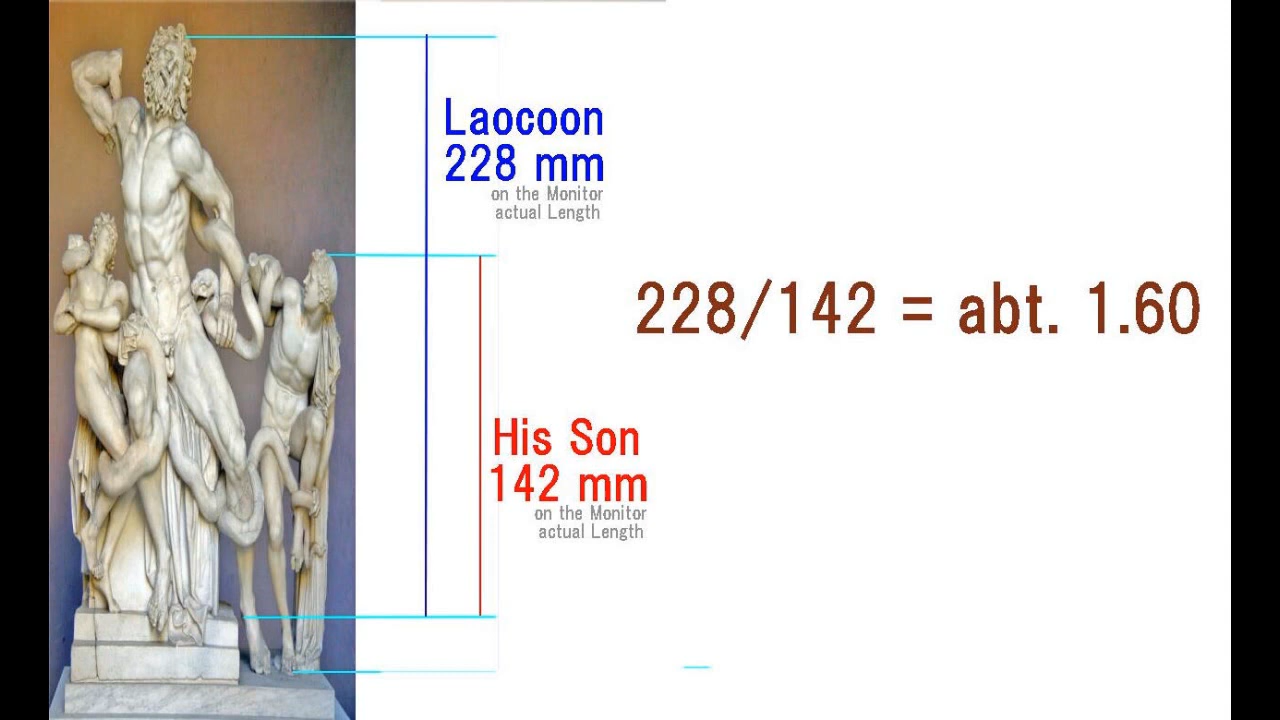 Laocoon
228 mm
on the Monitor
actual Length
228/142 = abt. 1.60
His Son
142 mm
on the Monitor
actual Length